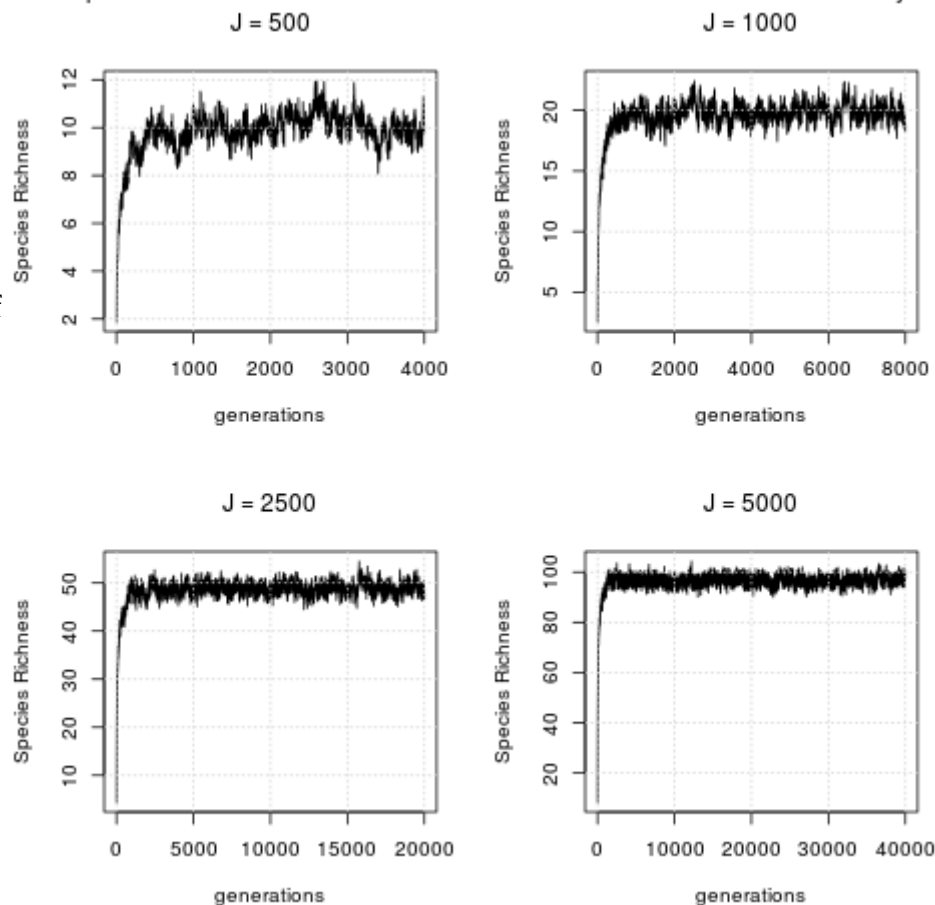 J = 500
12
10
8
6
4
2
Species Richness
0 1000 2000 3000 4000
generations
J = 1000
20
15
10
5
Species Richness
0 2000 4000 6000 8000
generations
J = 2500
50
40
30
20
10
Species Richness
0 5000 10000 15000 20000
generations
J = 5000
100
80
60
40
20
Species Richness
0 10000 20000 30000 40000
generations